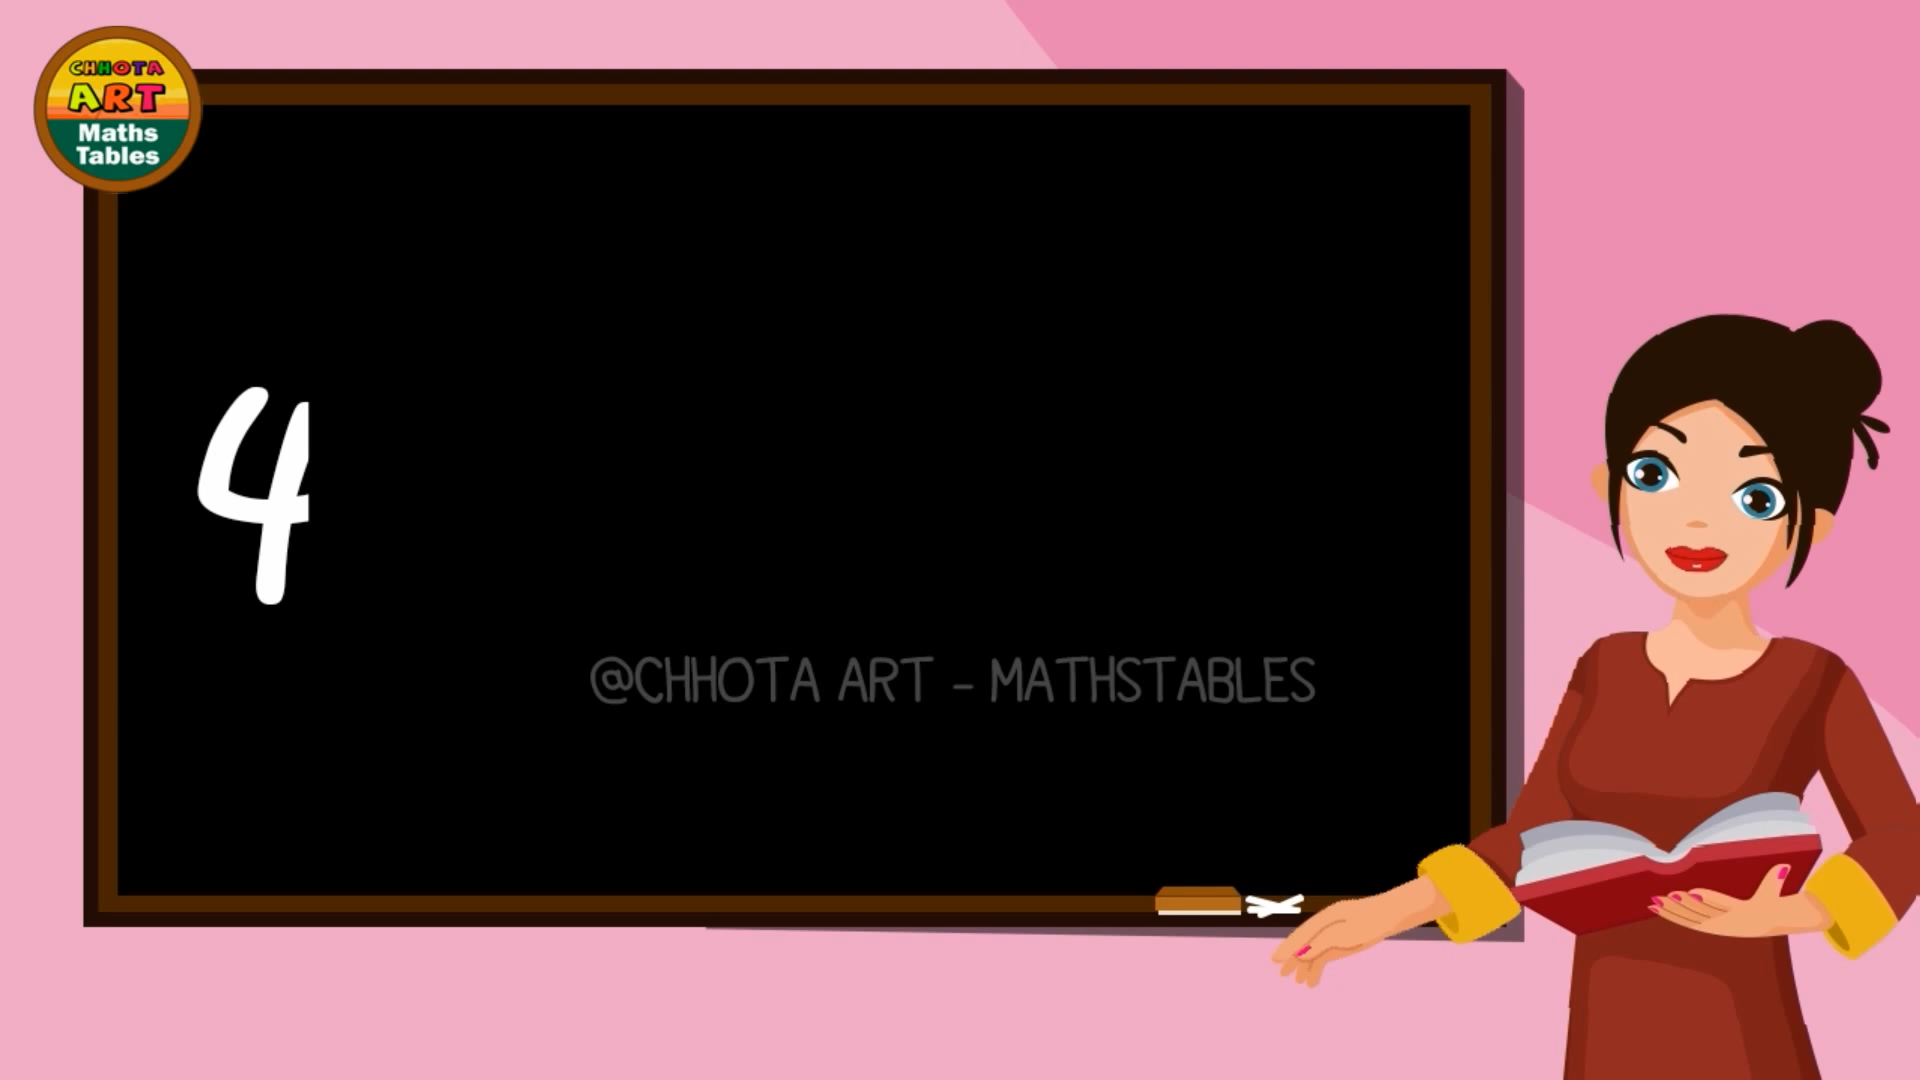 CHHOTA
ART
Maths
Tables
4
@CHHOTA ART - MATHSTABLES